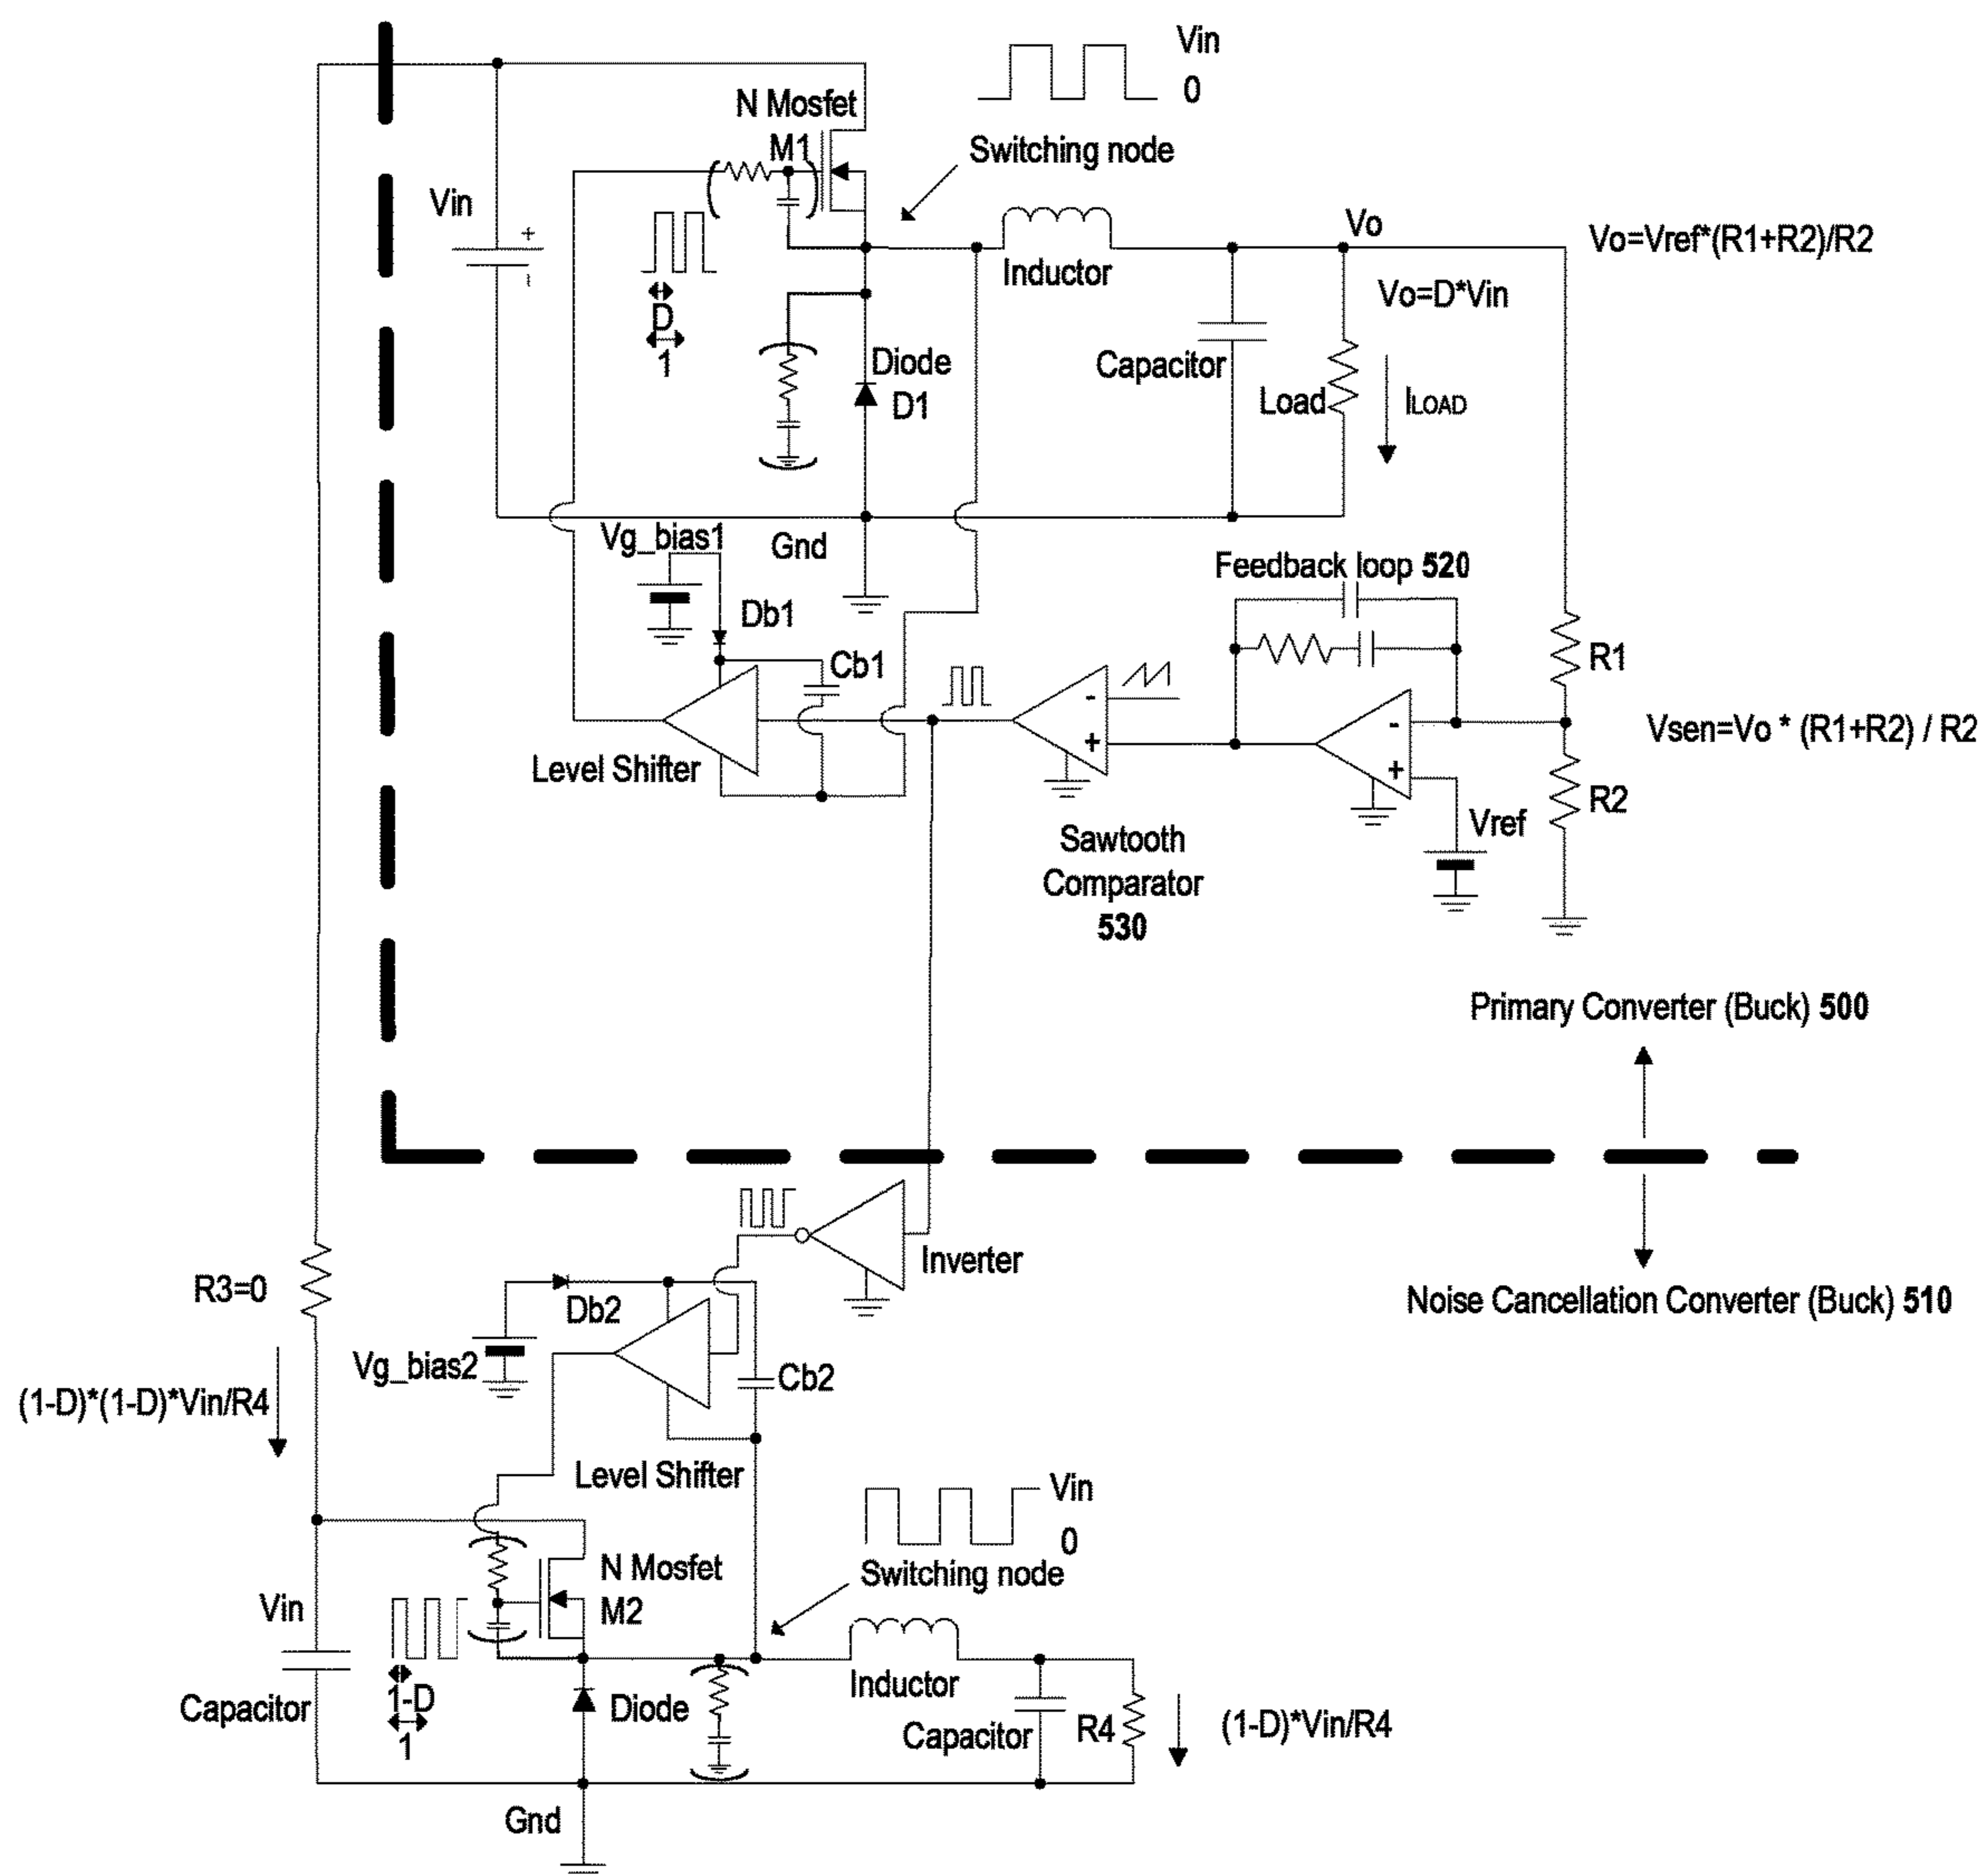 Vin
0
N Mosfet
M1
Switching node
Vin
+
-
D
1
Inductor
Vo
Vo=Vref*(R1+R2)/R2
Vo=D*Vin
Diode
D1
Capacitor
Load
ILOAD
Vg_bias1
Gnd
Db1
Cb1
Level Shifter
Feedback loop 520
R1
-
+
-
+
Vsen=Vo * (R1+R2) / R2
R2
Vref
Sawtooth
Comparator
530
Primary Converter (Buck) 500
Noise Cancellation Converter (Buck) 510
Inverter
R3=0
Db2
Vg_bias2
Cb2
(1-D)*(1-D)*Vin/R4
Level Shifter
Vin
0
Switching node
N Mosfet
M2
Vin
Capacitor
1-D
1
Diode
Inductor
Capacitor
R4
(1-D)*Vin/R4
Gnd